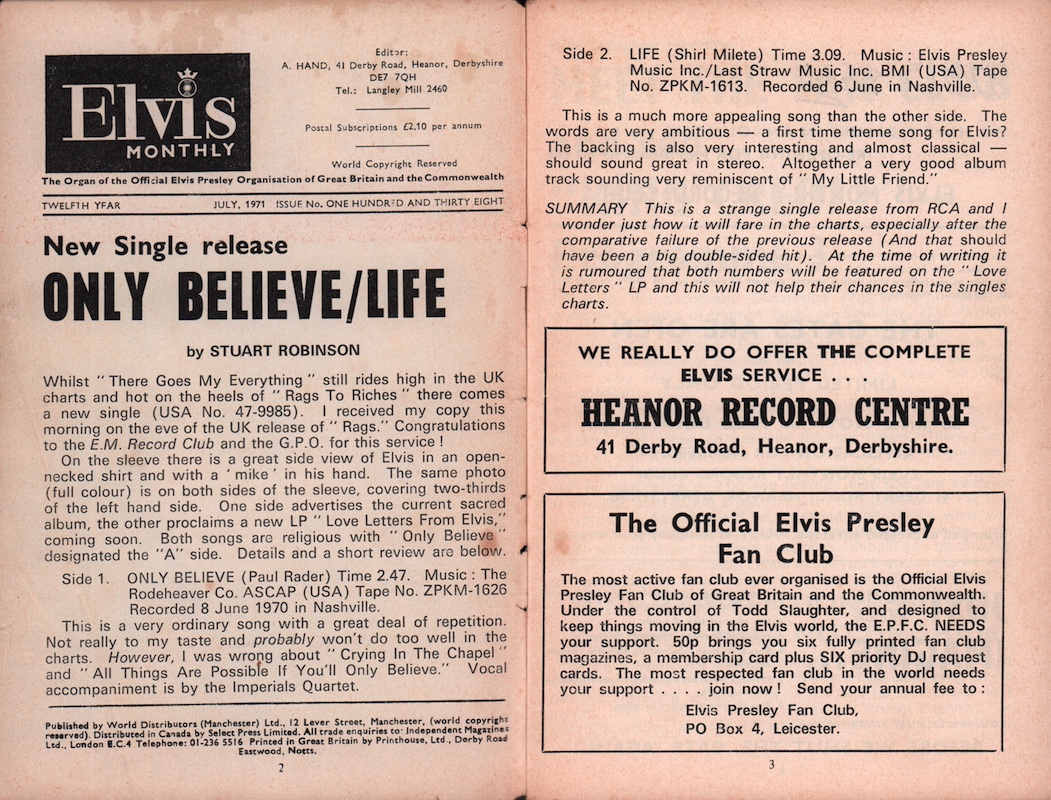 Elvis
MONTHLY
Editor:
A. HAND, 41 Derby Road, Heanor, Derbyshire
DE7 7QH
Tel.: Langley Mill 2460
Postal Subscriptions £2.10 per annum
World Copyright Reserved
The Organ of the Official Elvis Presley Organisation of Great Britain and the Commonwealth
TWELFTH YEAR JULY, 1971 ISSUE No. ONE HUNDRED AND THIRTY EIGHT
New Single release
ONLY BELIEVE/LIFE
by STUART ROBINSON
Whilst "There Goes My Everything" still rides high in the UK
charts and hot on the heels of "Rags To Riches" there comes
a new single (USA No. 47-9985). I received my copy this
morning on the eve of the UK release of "Rags." Congratulations
to the E.M. Record Club and the G.P.O. for this service!
On the sleeve there is a great side view of Elvis in an open-
necked shirt and with a 'mike' in his hand. The same photo
(full colour) is on both sides of the sleeve, covering two-thirds
of the left hand side. One side advertises the current sacred
album, the other proclaims a new LP "Love Letters From Elvis,"
coming soon. Both songs are religious with "Only Believe"
designated the "A" side. Details and a short review are below.
Side 1. ONLY BELIEVE (Paul Rader) Time 2.47. Music: The
Rodeheaver Co. ASCAP (USA) Tape No. ZPKM-1626
Recorded 8 June 1970 in Nashville.
This is a very ordinary song with a great deal of repetition.
Not really to my taste and probably won't do too well in the
charts. However, I was wrong about "Crying In The Chapel"
and "All Things Are Possible If You'll Only Believe." Vocal
accompaniment is by the Imperials Quartet.
Published by World Distributors (Manchester) Ltd., 12 Lever Street, Manchester, (world copyright
reserved). Distributed in Canada by Select Press Limited. All trade enquiries to: Independent Magazines
Ltd., London E.C.4 Telephone: 01-236 5516 Printed in Great Britain by Printhouse, Ltd., Derby Road
Eastwood, Notts.
2
Side 2. LIFE (Shirl Milete) Time 3.09. Music: Elvis Presley
Music Inc./Last Straw Music Inc. BMI (USA) Tape
No. ZPKM-1613. Recorded 6 June in Nashville.
This is a much more appealing song than the other side. The
words are very ambitious — a first time theme song for Elvis?
The backing is also very interesting and almost classical —
should sound great in stereo. Altogether a very good album
track sounding very reminiscent of "My Little Friend."
SUMMARY This is a strange single release from RCA and I
wonder just how it will fare in the charts, especially after the
comparative failure of the previous release (And that should
have been a big double-sided hit). At the time of writing it
is rumoured that both numbers will be featured on the "Love
Letters" LP and this will not help their chances in the singles
charts.
WE REALLY DO OFFER THE COMPLETE
ELVIS SERVICE . . .
HEANOR RECORD CENTRE
41 Derby Road, Heanor, Derbyshire.
The Official Elvis Presley
Fan Club
The most active fan club ever organised is the Official Elvis
Presley Fan Club of Great Britain and the Commonwealth.
Under the control of Todd Slaughter, and designed to
keep things moving in the Elvis world, the E.P.F.C. NEEDS
your support. 50p brings you six fully printed fan club
magazines, a membership card plus SIX priority DJ request
cards. The most respected fan club in the world needs
your support . . . . join now! Send your annual fee to:
Elvis Presley Fan Club,
PO Box 4, Leicester.
3